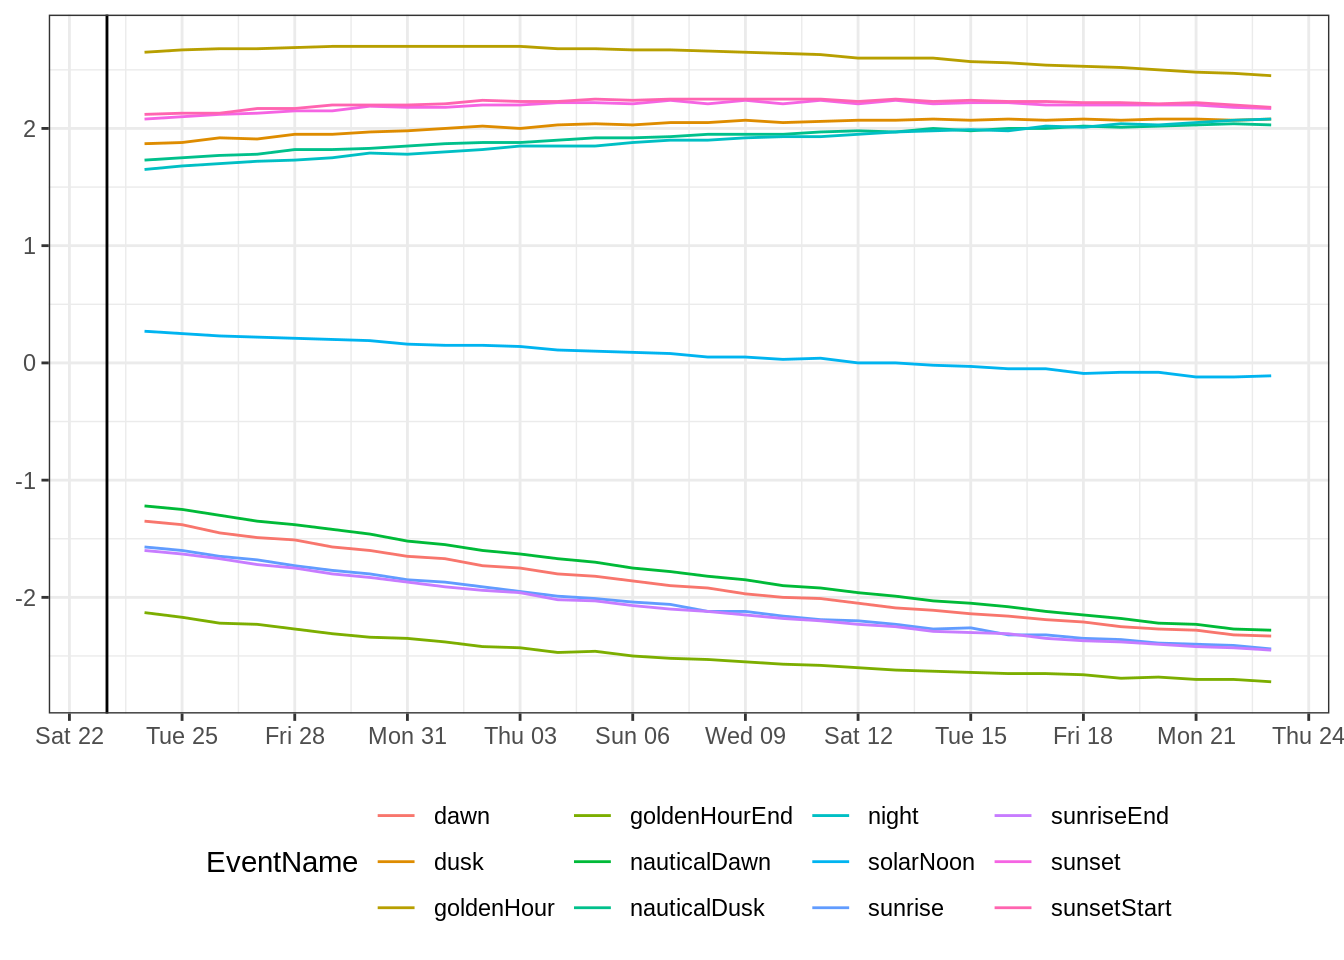 2
1
0
-1
-2
Sat 22 Tue 25 Fri 28 Mon 31 Thu 03 Sun 06 Wed 09 Sat 12 Tue 15 Fri 18 Mon 21 Thu 24
EventName
dawn
dusk
goldenHour
goldenHourEnd
nauticalDawn
nauticalDusk
night
solarNoon
sunrise
sunriseEnd
sunset
sunsetStart